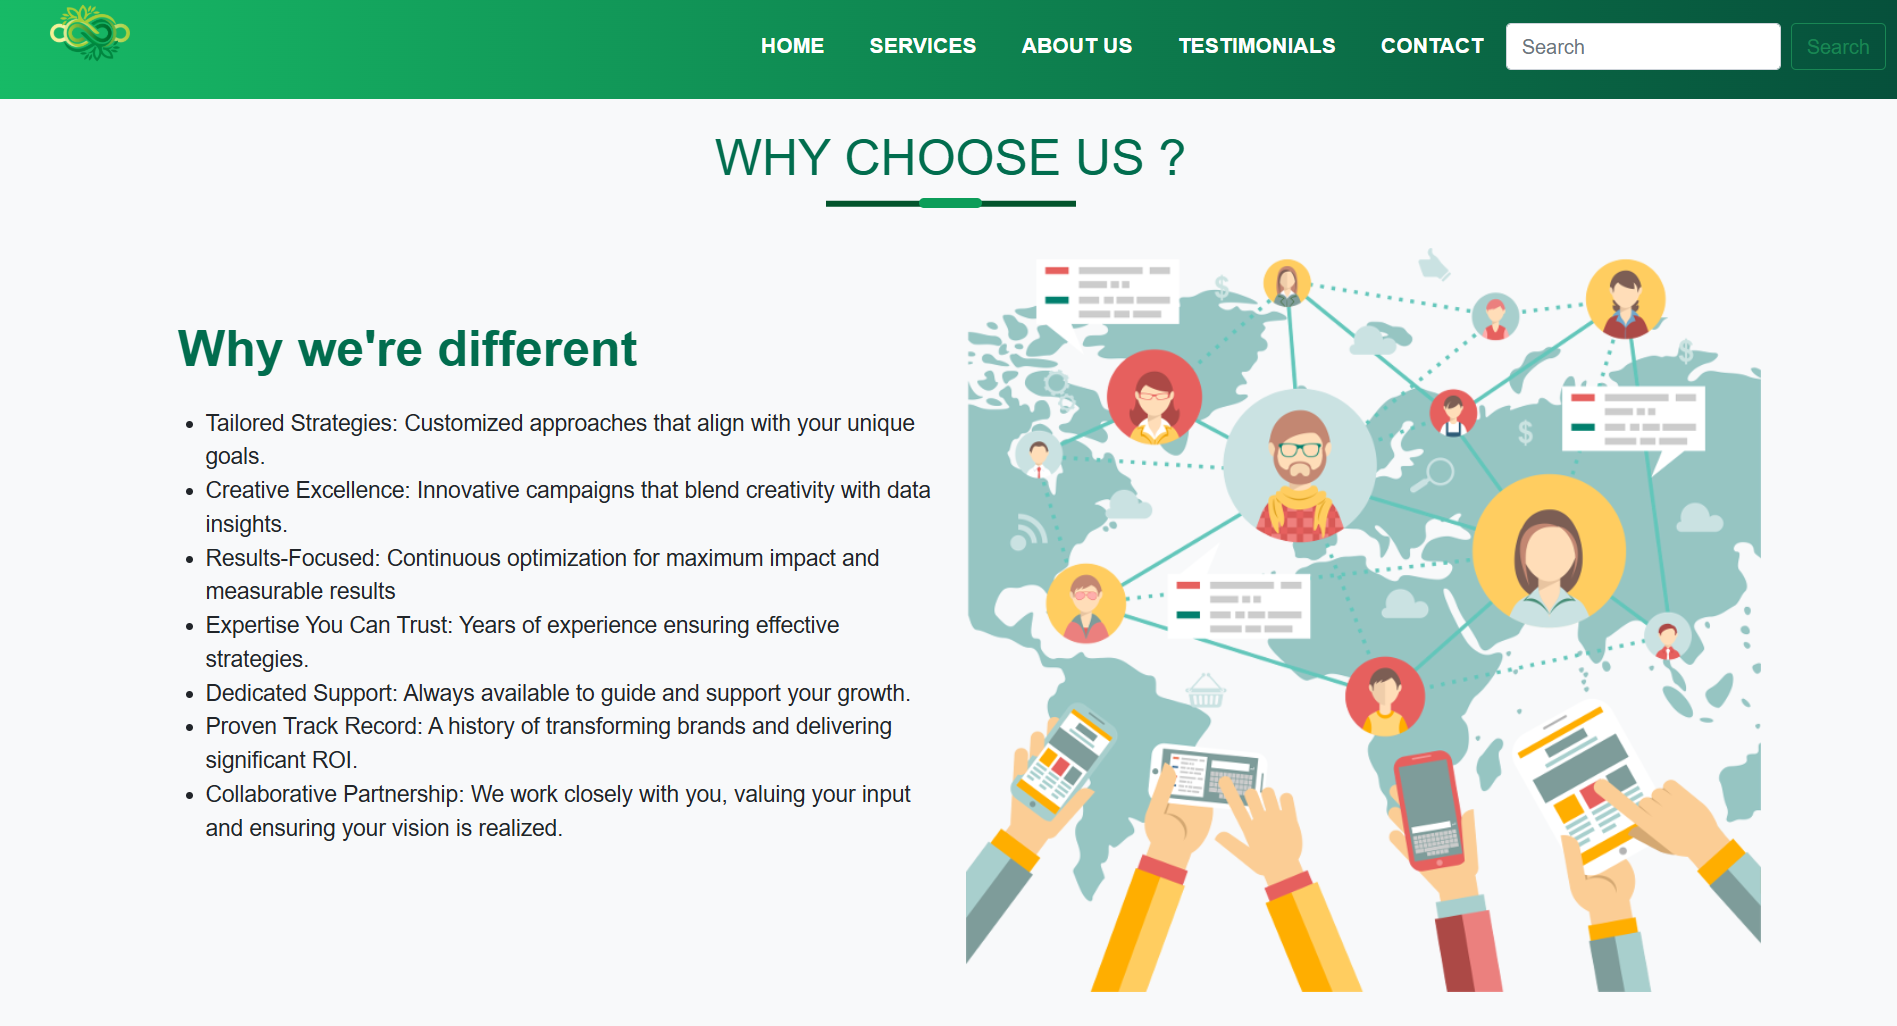 HOME SERVICES ABOUT US TESTIMONIALS CONTACT Search Search
WHY CHOOSE US ?
Why we're different
• Tailored Strategies: Customized approaches that align with your unique
goals.
• Creative Excellence: Innovative campaigns that blend creativity with data
insights.
• Results-Focused: Continuous optimization for maximum impact and
measurable results
• Expertise You Can Trust: Years of experience ensuring effective
strategies.
• Dedicated Support: Always available to guide and support your growth.
• Proven Track Record: A history of transforming brands and delivering
significant ROI.
• Collaborative Partnership: We work closely with you, valuing your input
and ensuring your vision is realized.
$
$
$